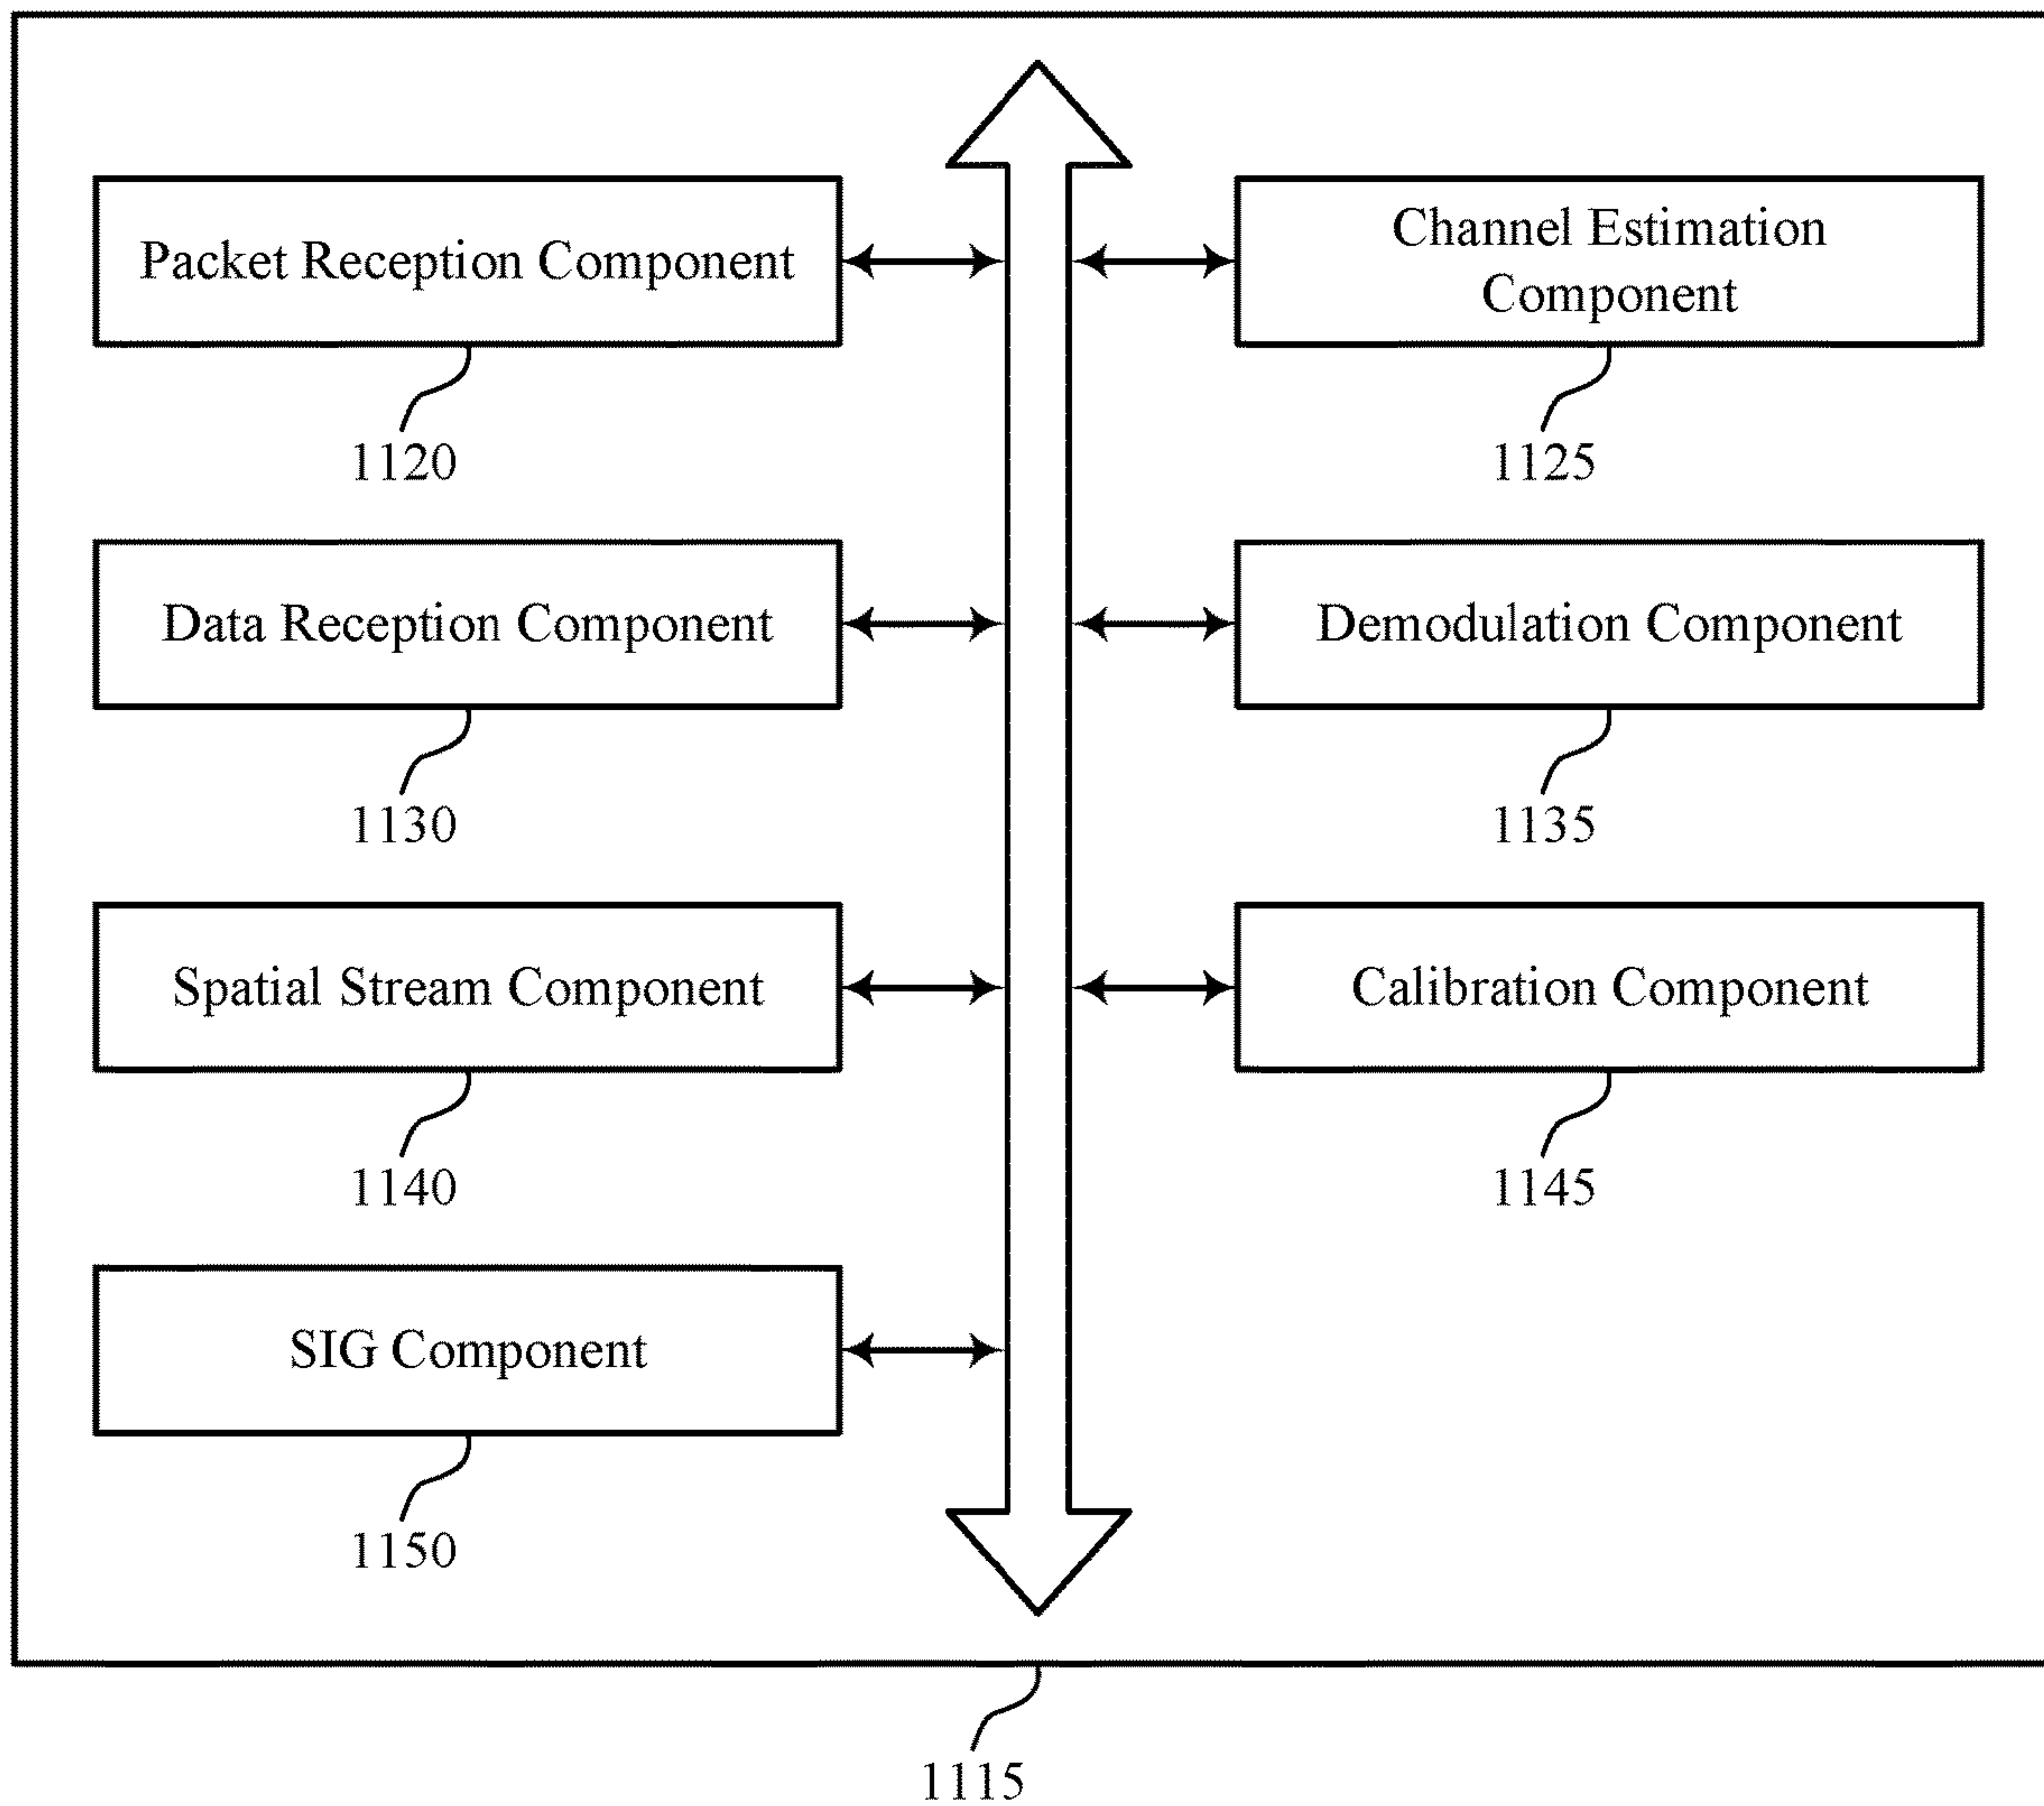 Packet Reception Component
Channel Estimation
Component
1120
1125
Data Reception Component
Demodulation Component
1130
1135
Spatial Stream Component
Calibration Component
1140
1145
SIG Component
1150
1115